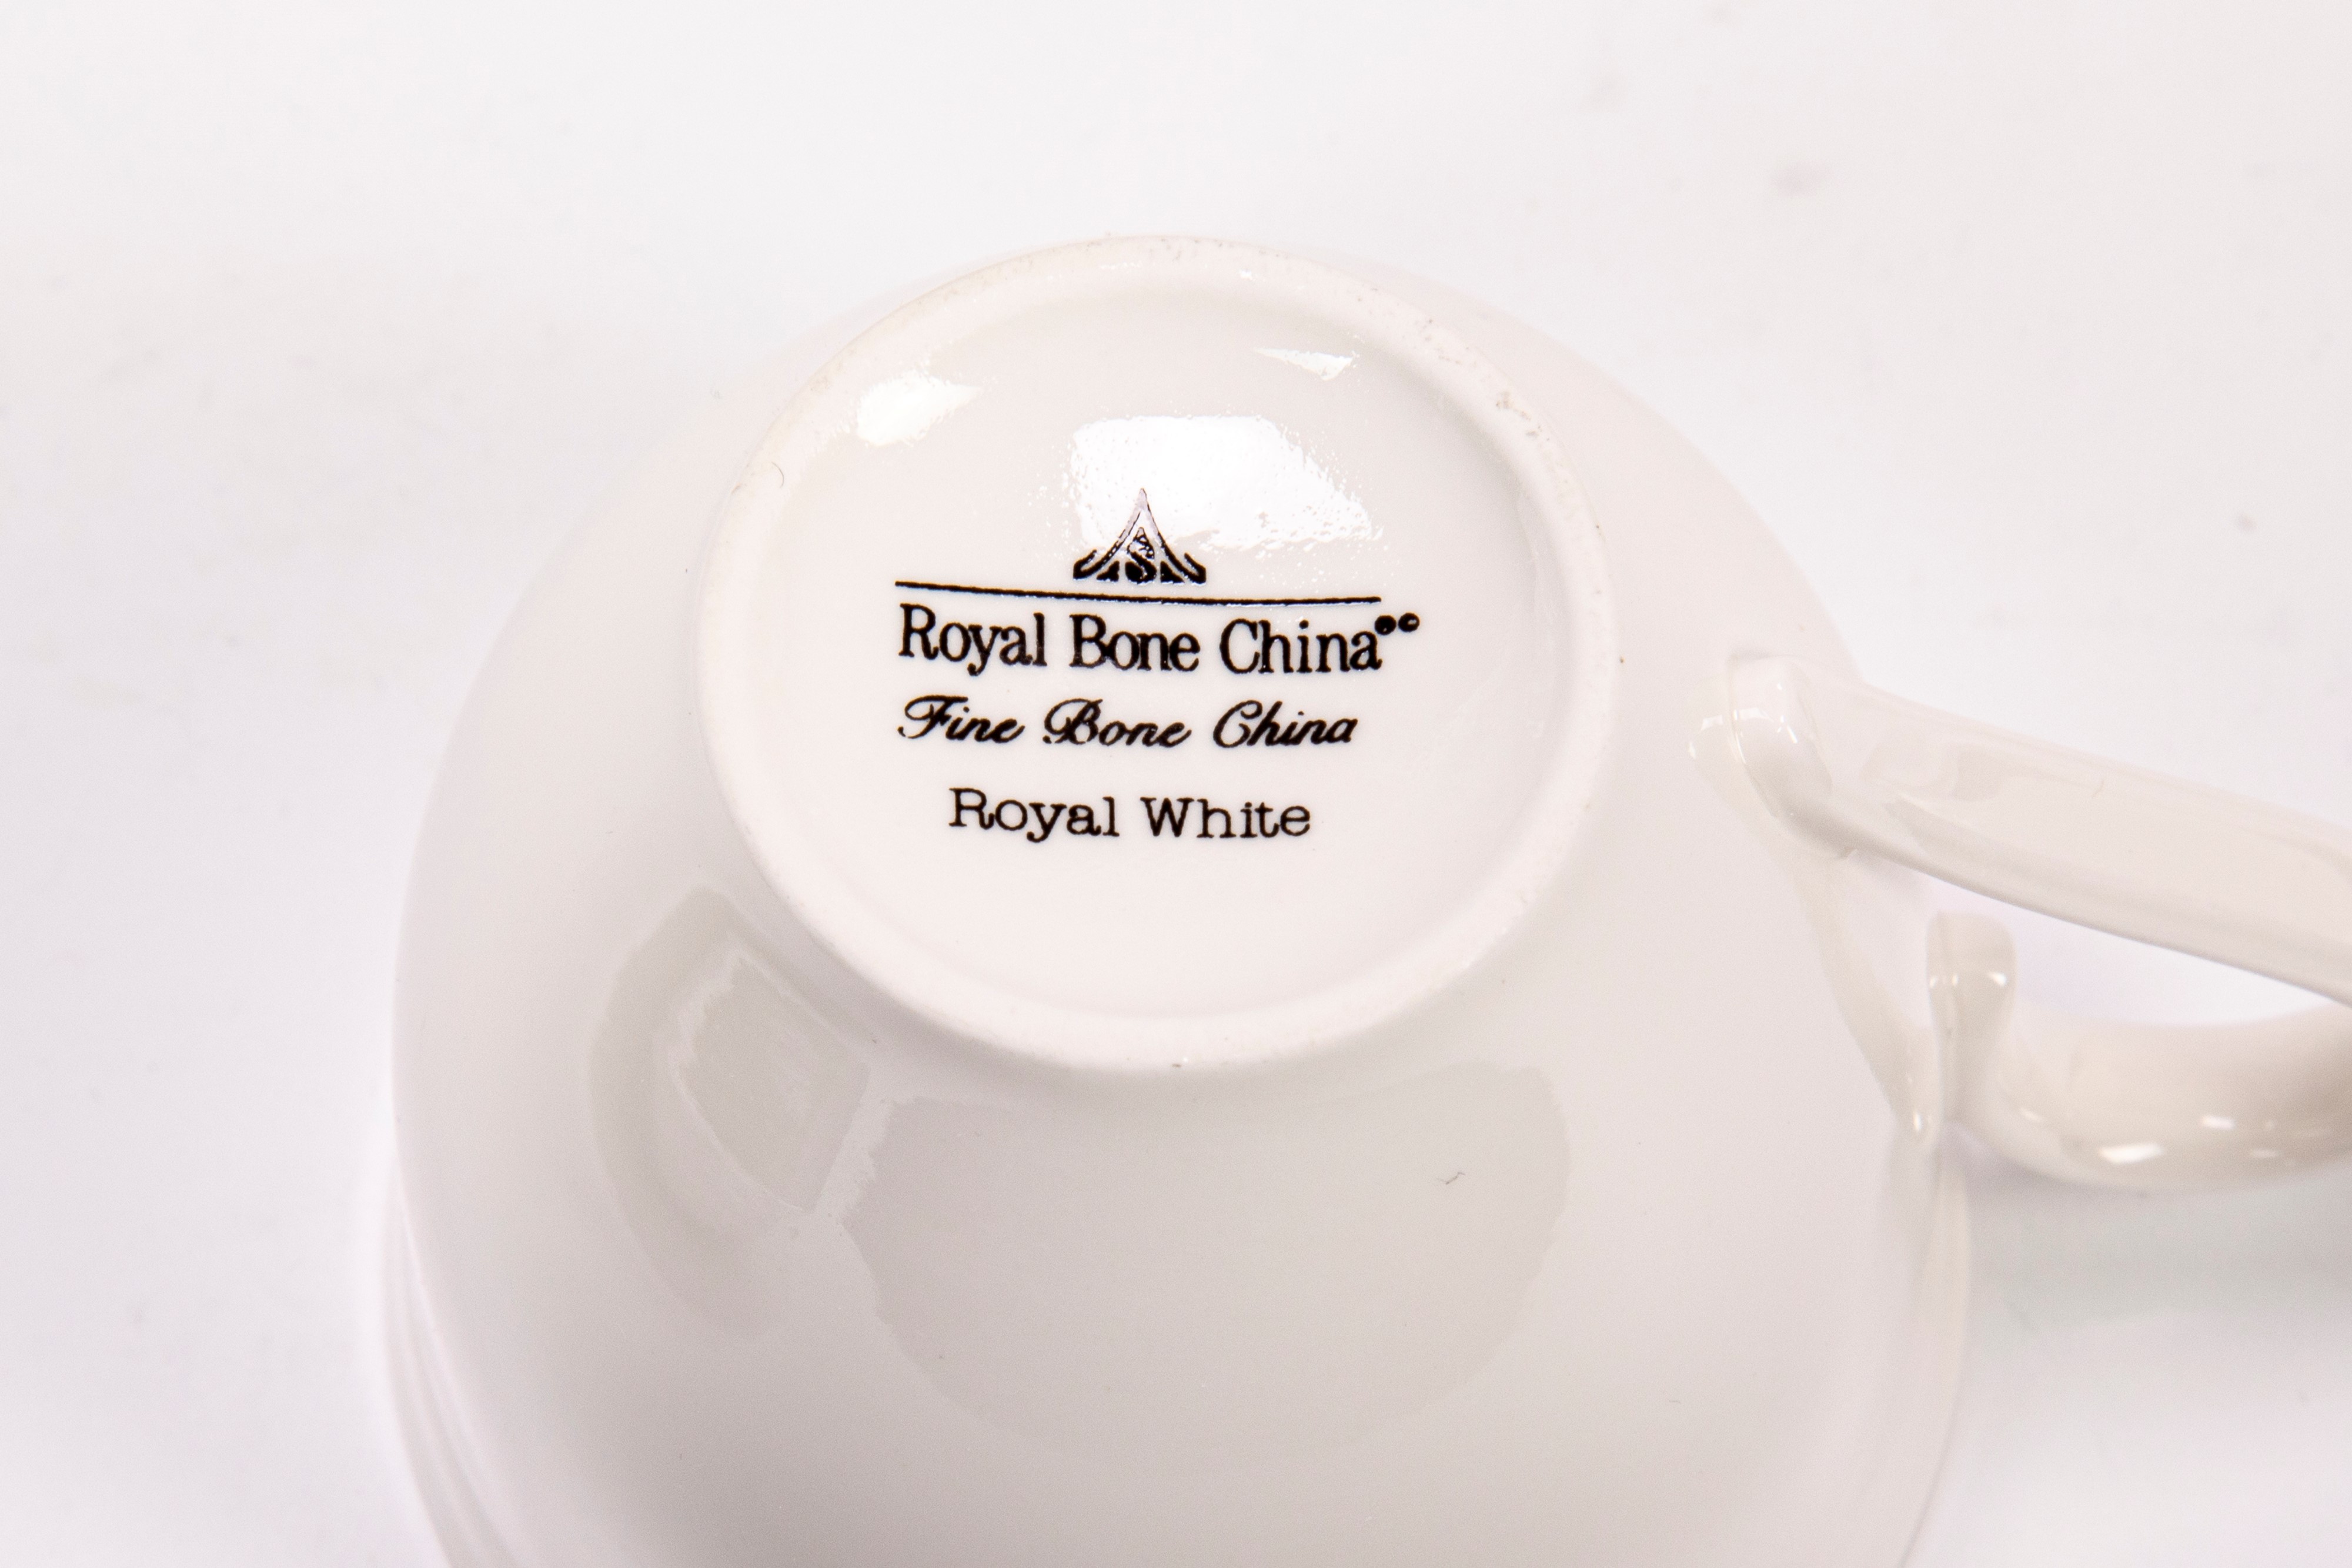 Royal Bone China
Fine Bone China
Royal White